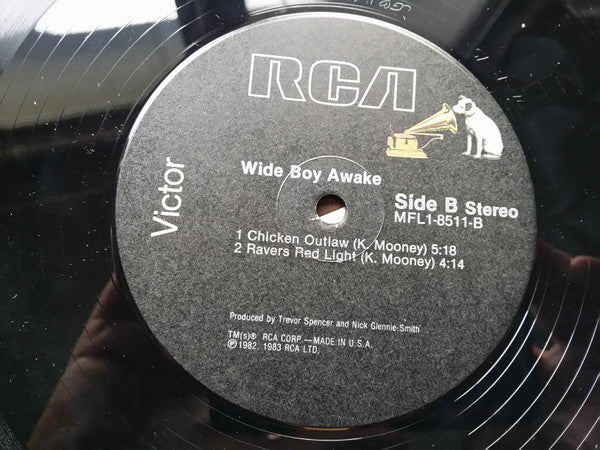 RCA
Victor
Wide Boy Awake
Side B Stereo
MFL1-8511-B
1 Chicken Outlaw (K. Mooney) 5:18
2 Ravers Red Light (K. Mooney) 4:14
Produced by Trevor Spencer and Nick Glennie-Smith
TM(s)® RCA CORP.—MADE IN U.S.A.
Ⓟ1982, 1983 RCA LTD.